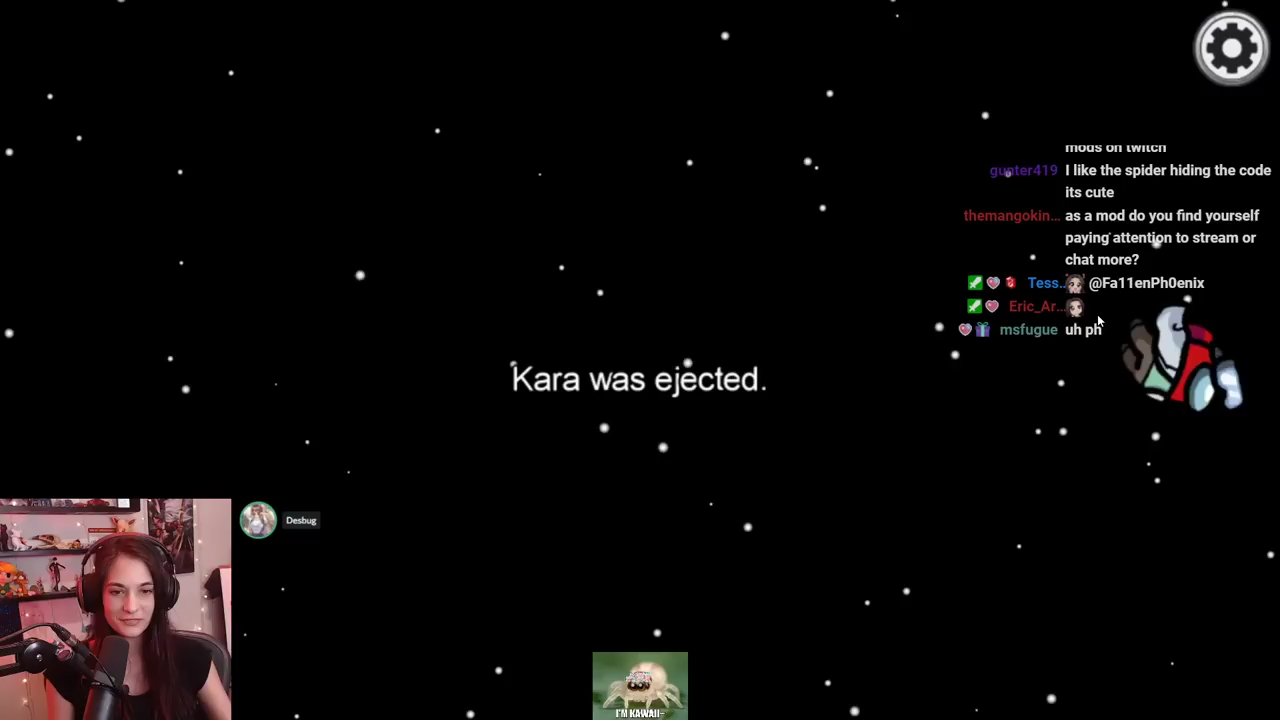 mods on twitch
gunter419 I like the spider hiding the code
its cute
themangokin… as a mod do you find yourself
paying attention to stream or
chat more?
Tess… @Fa11enPh0enix
Eric_Ar…
msfugue uh ph
Kara was ejected.
Desbug
I'M KAWAII~